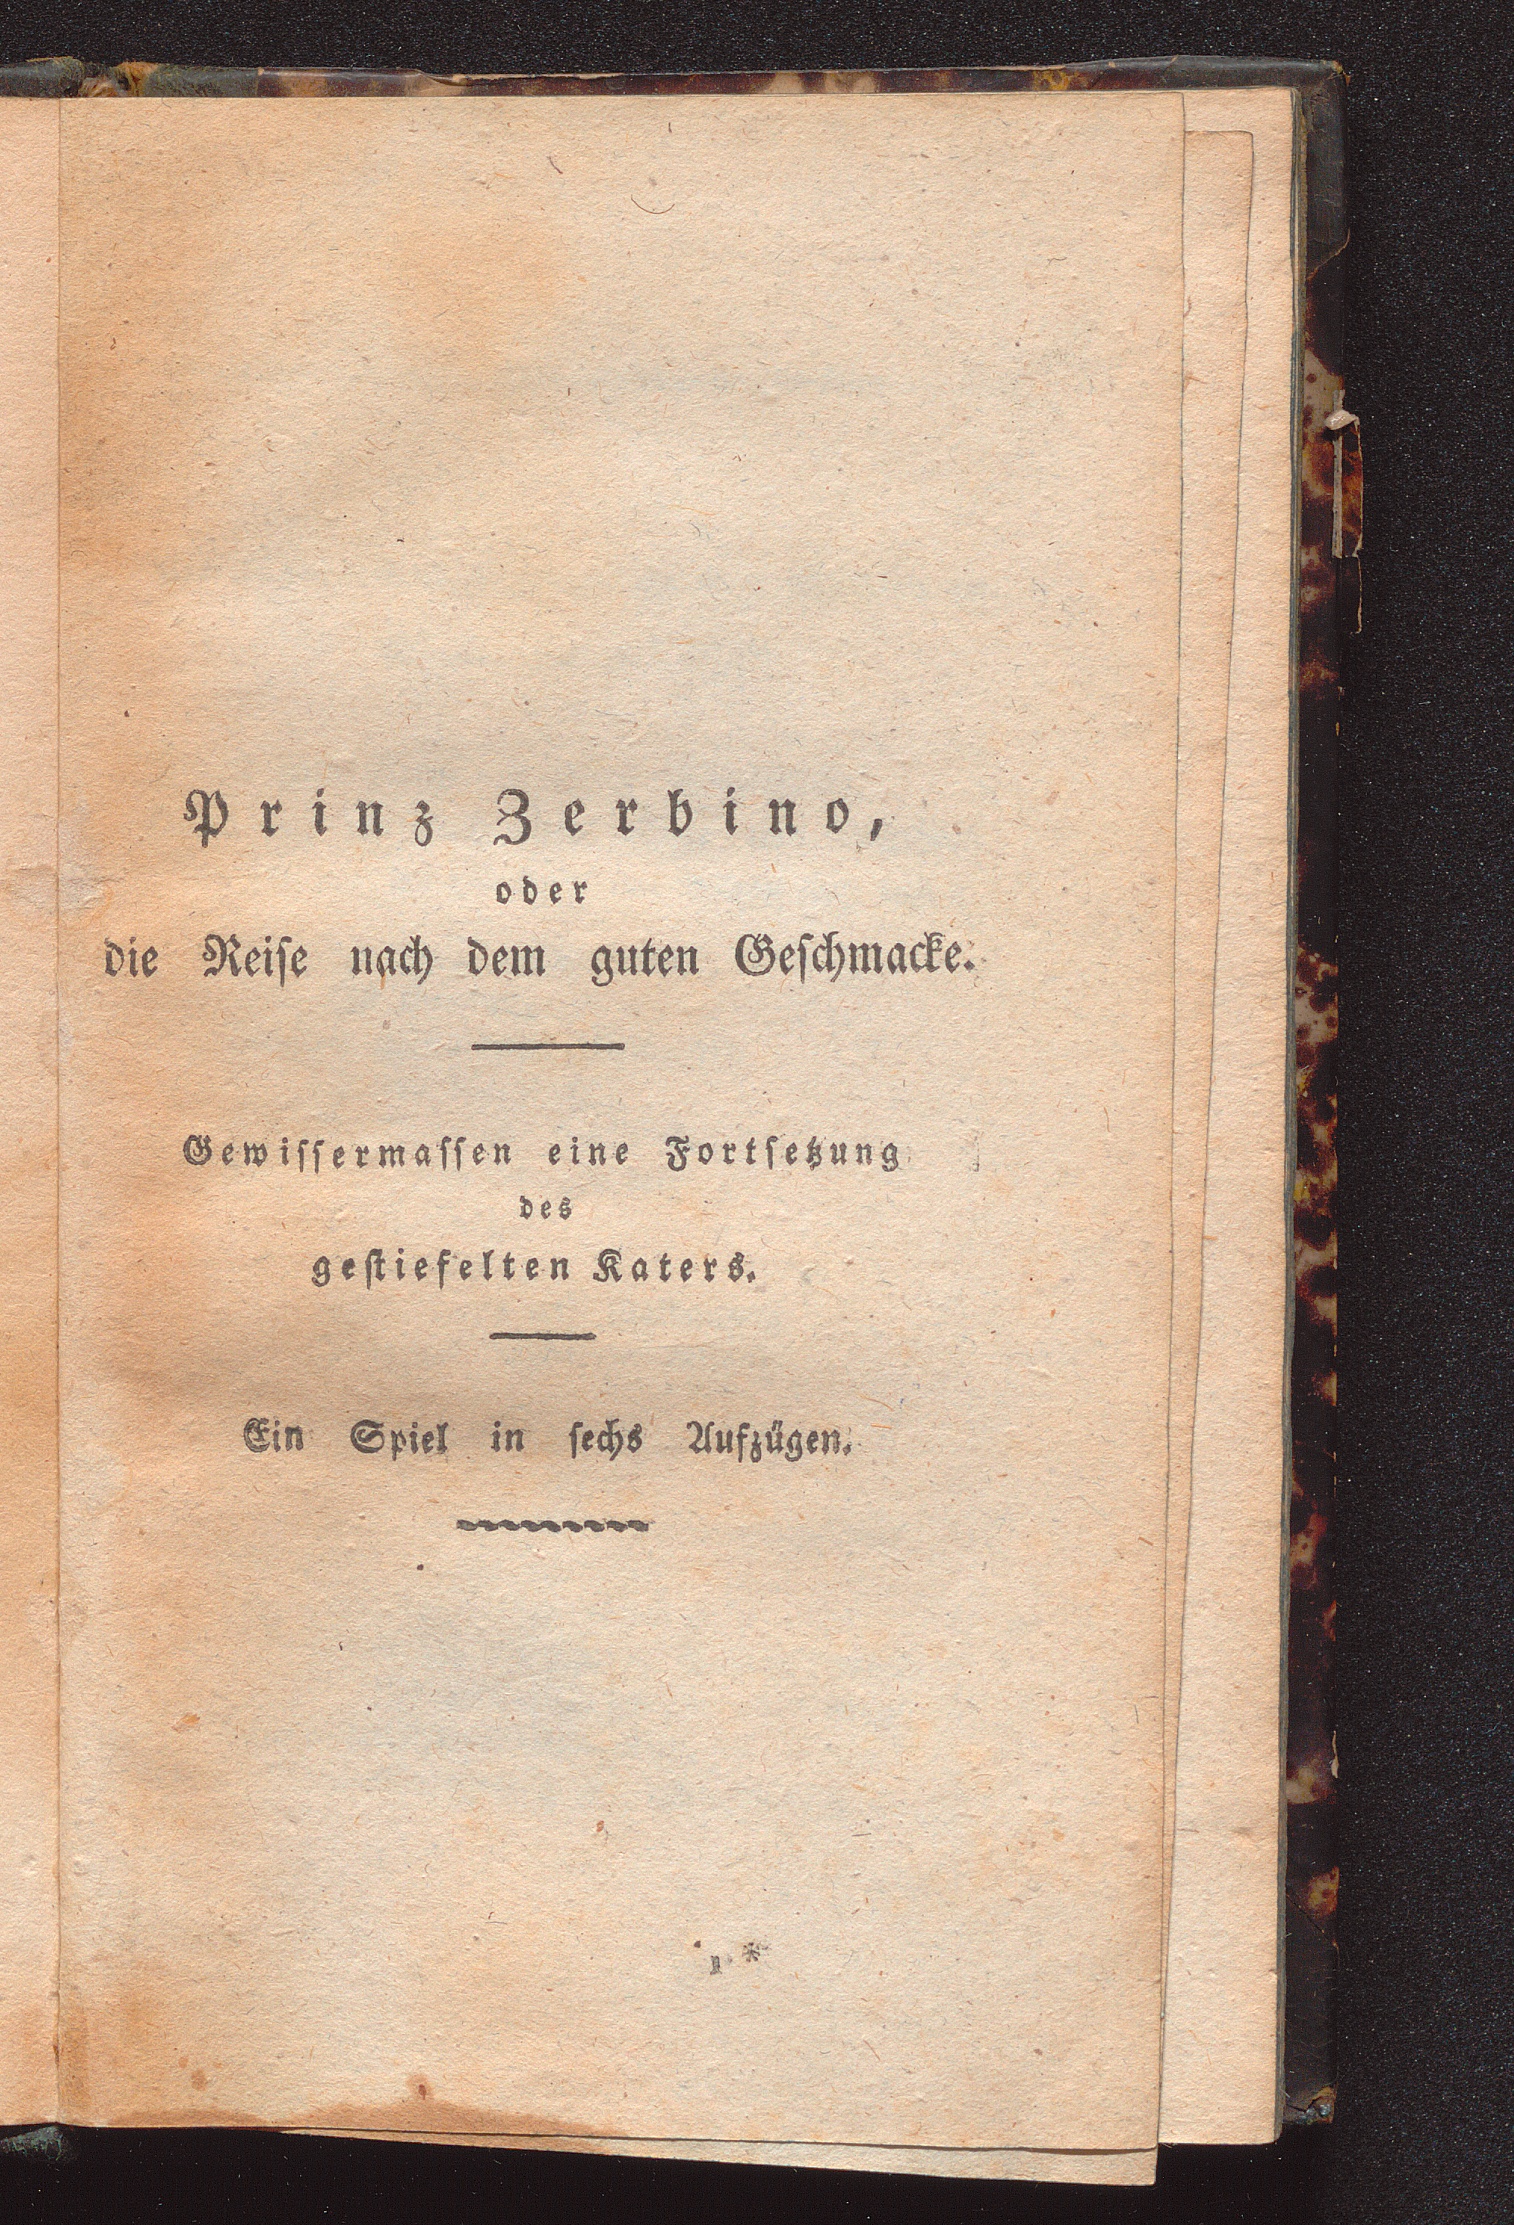 Prinz Zerbino,
oder
die Reiſe nach dem guten Geſchmacke.
Gewiſſermaſſen eine Fortſetzung
des
geſtiefelten Katers.
Ein Spiel in ſechs Aufzügen.
1 *